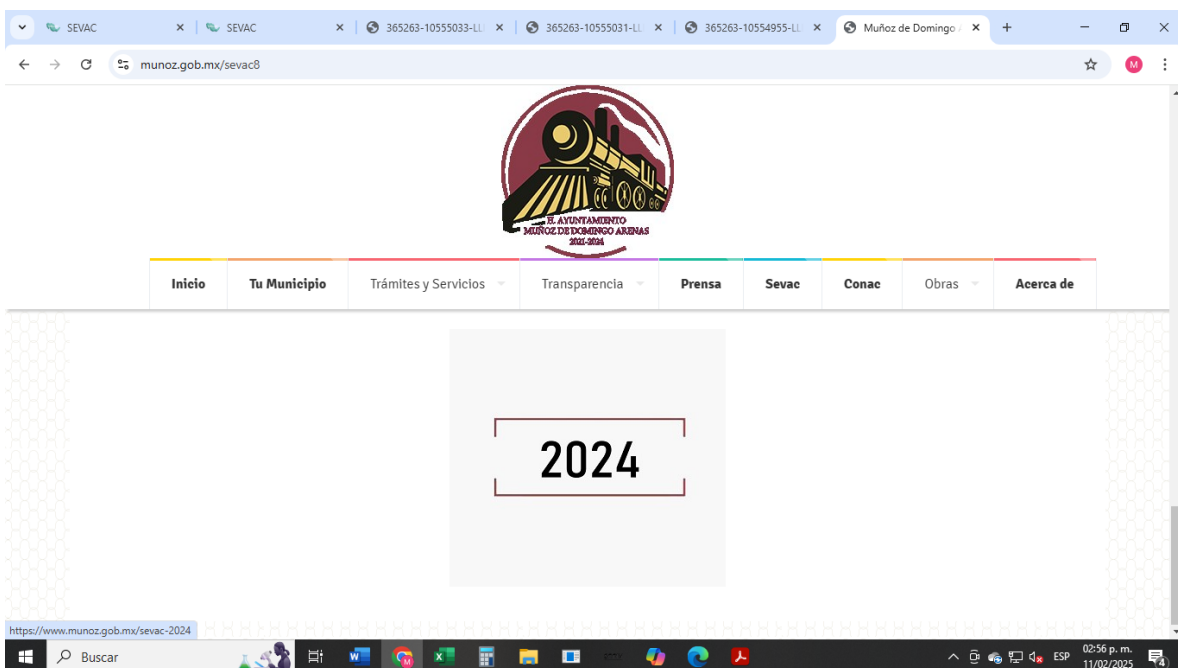 SEVAC
SEVAC
365263-10555033-LL
365263-10555031-LL
365263-10554955-LL
Muñoz de Domingo
munoz.gob.mx/sevac8
M
H. AYUNTAMIENTO
MUÑOZ DE DOMINGO ARENAS
2021-2024
Inicio
Tu Municipio
Trámites y Servicios
Transparencia
Prensa
Sevac
Conac
Obras
Acerca de
2024
https://www.munoz.gob.mx/sevac-2024
Buscar
ESP
02:56 p. m.
11/02/2025
4